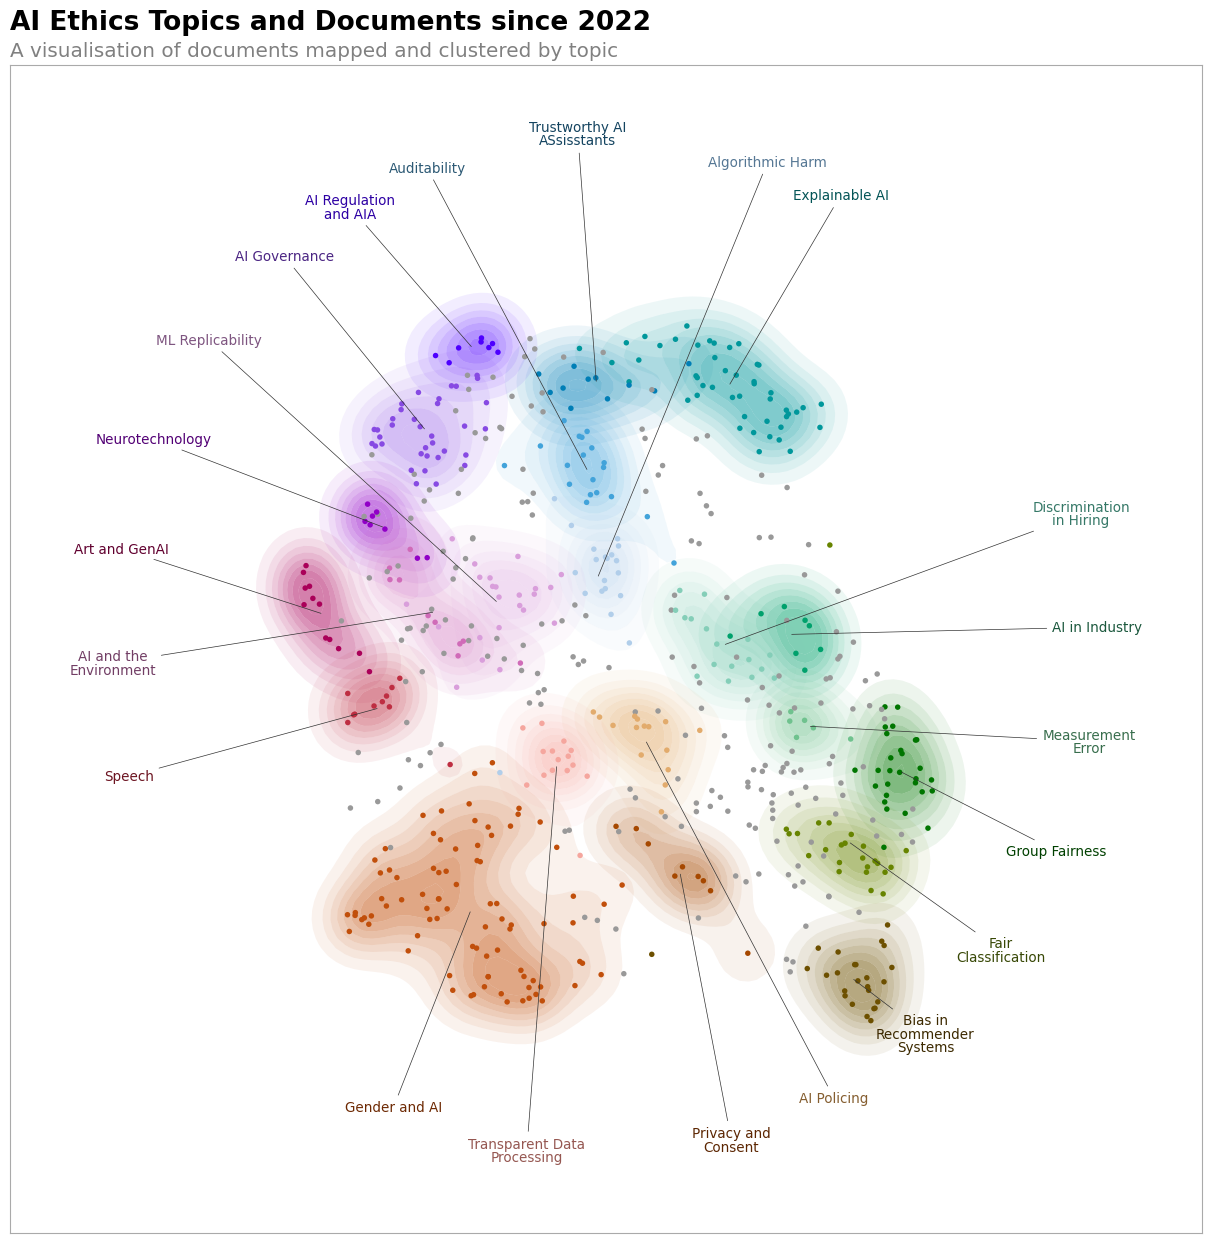 AI Ethics Topics and Documents since 2022
A visualisation of documents mapped and clustered by topic
Trustworthy AI
ASsisstants
Algorithmic Harm
Auditability
Explainable AI
AI Regulation
and AIA
AI Governance
ML Replicability
Neurotechnology
Discrimination
in Hiring
Art and GenAI
AI in Industry
AI and the
Environment
Measurement
Error
Speech
Group Fairness
Fair
Classification
Bias in
Recommender
Systems
AI Policing
Gender and AI
Privacy and
Consent
Transparent Data
Processing